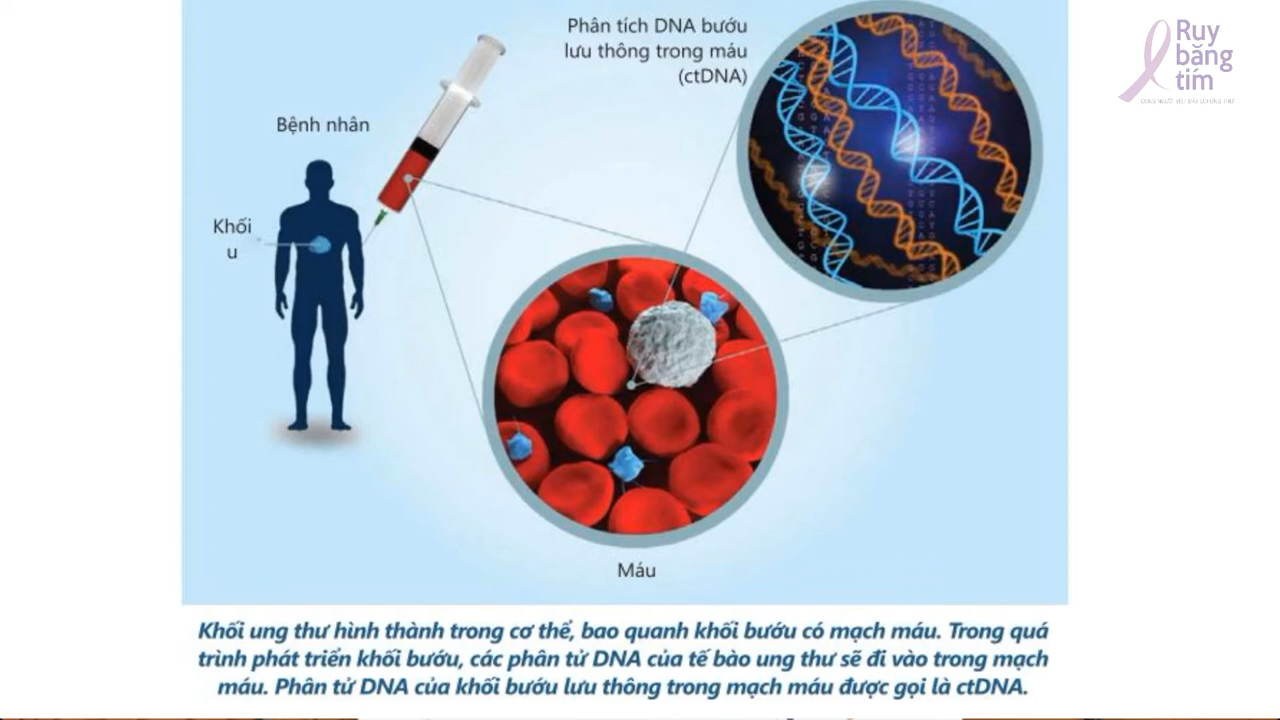 Phân tích DNA bướu
lưu thông trong máu
(ctDNA)
Ruy
băng
tím
Bệnh nhân
Khối
u
Máu
Khối ung thư hình thành trong cơ thể, bao quanh khối bướu có mạch máu. Trong quá
trình phát triển khối bướu, các phân tử DNA của tế bào ung thư sẽ đi vào trong mạch
máu. Phân tử DNA của khối bướu lưu thông trong mạch máu được gọi là ctDNA.